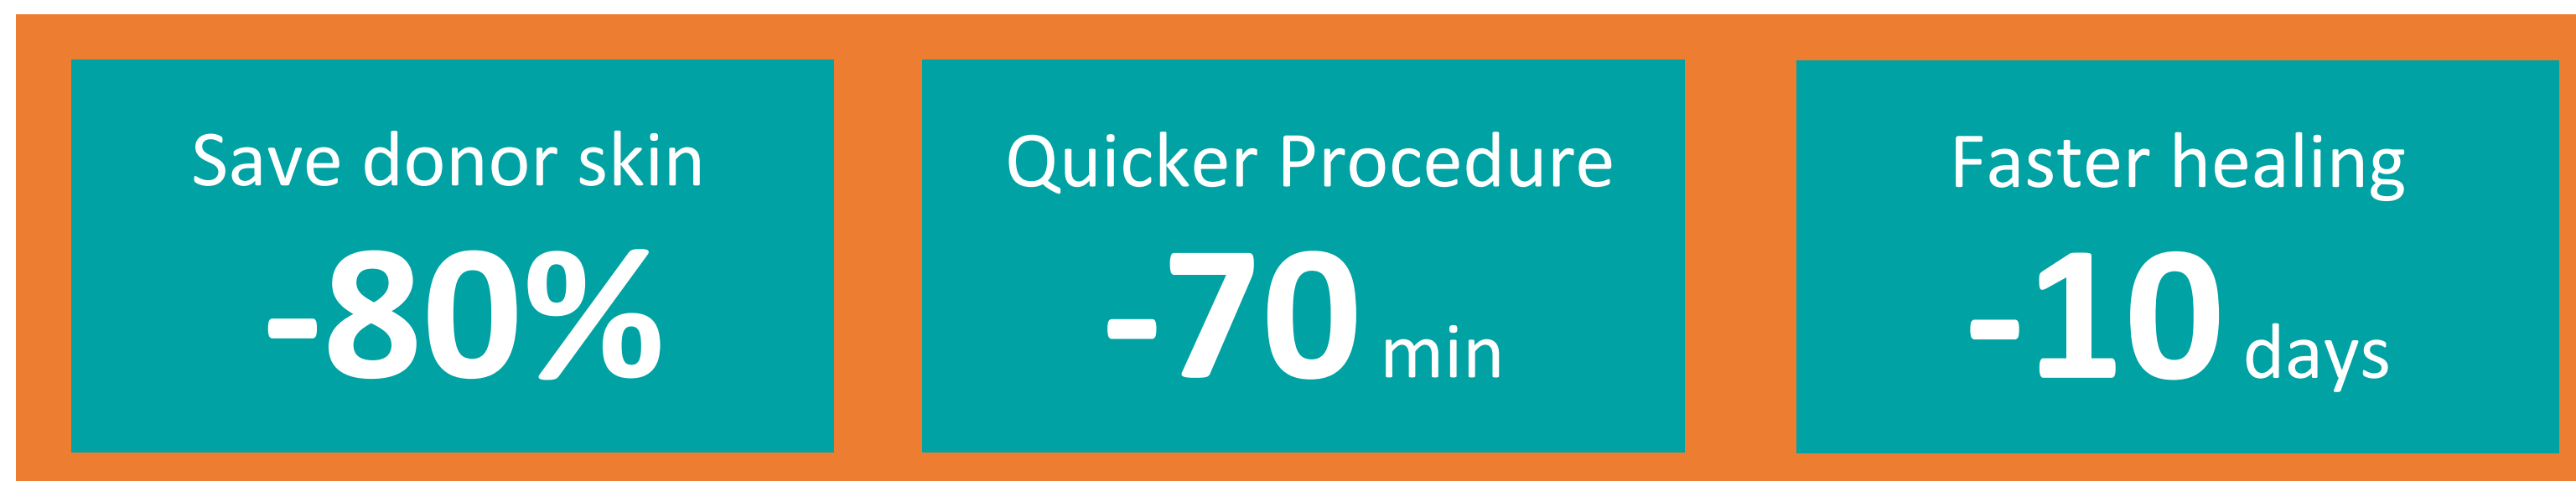 Save donor skin
-80%
Quicker Procedure
-70 min
Faster healing
-10 days